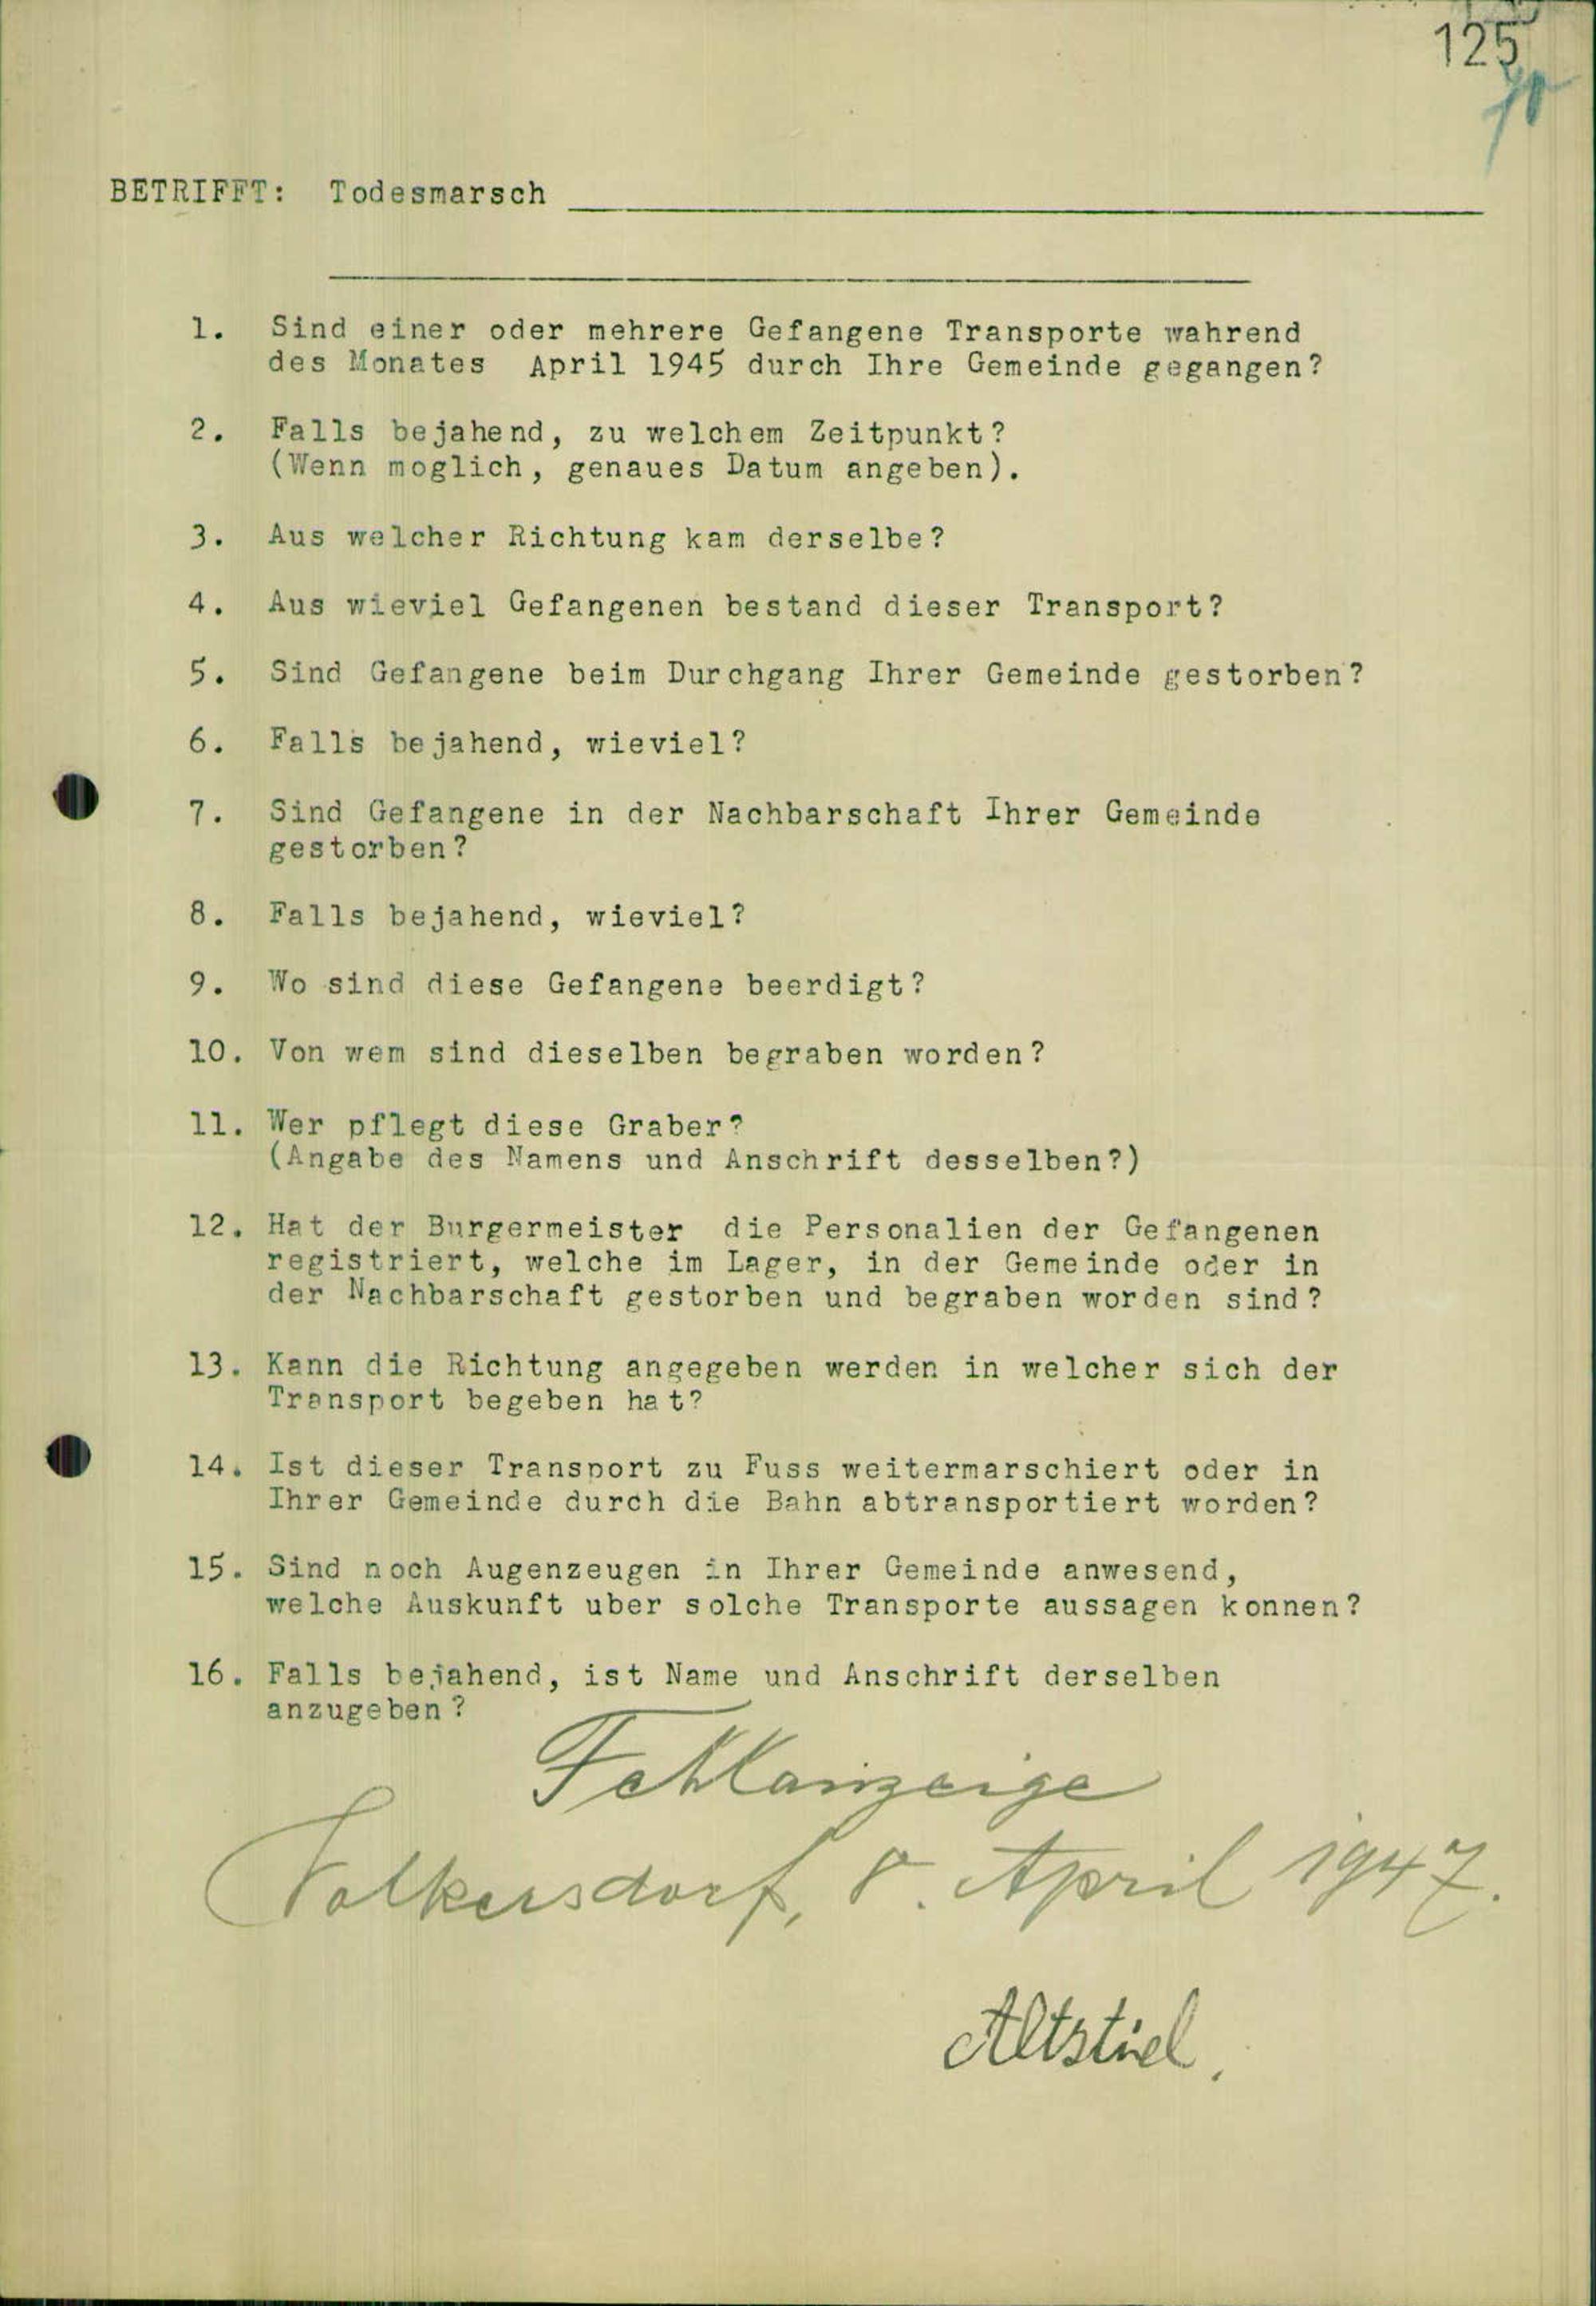 125
BETRIFFT: Todesmarsch
1. Sind einer oder mehrere Gefangene Transporte wahrend
des Monates April 1945 durch Ihre Gemeinde gegangen?
2. Falls bejahend, zu welchem Zeitpunkt?
(Wenn moglich, genaues Datum angeben).
3. Aus welcher Richtung kam derselbe?
4. Aus wieviel Gefangenen bestand dieser Transport?
5. Sind Gefangene beim Durchgang Ihrer Gemeinde gestorben?
6. Falls bejahend, wieviel?
7. Sind Gefangene in der Nachbarschaft Ihrer Gemeinde
gestorben?
8. Falls bejahend, wieviel?
9. Wo sind diese Gefangene beerdigt?
10. Von wem sind dieselben begraben worden?
11. Wer pflegt diese Graber?
(Angabe des Namens und Anschrift desselben?)
12. Hat der Burgermeister die Personalien der Gefangenen
registriert, welche im Lager, in der Gemeinde oder in
der Nachbarschaft gestorben und begraben worden sind?
13. Kann die Richtung angegeben werden in welcher sich der
Transport begeben hat?
14. Ist dieser Transport zu Fuss weitermarschiert oder in
Ihrer Gemeinde durch die Bahn abtransportiert worden?
15. Sind noch Augenzeugen in Ihrer Gemeinde anwesend,
welche Auskunft uber solche Transporte aussagen konnen?
16. Falls bejahend, ist Name und Anschrift derselben
anzugeben?
Fehlanzeige
Volkersdorf, 8. April 1947.